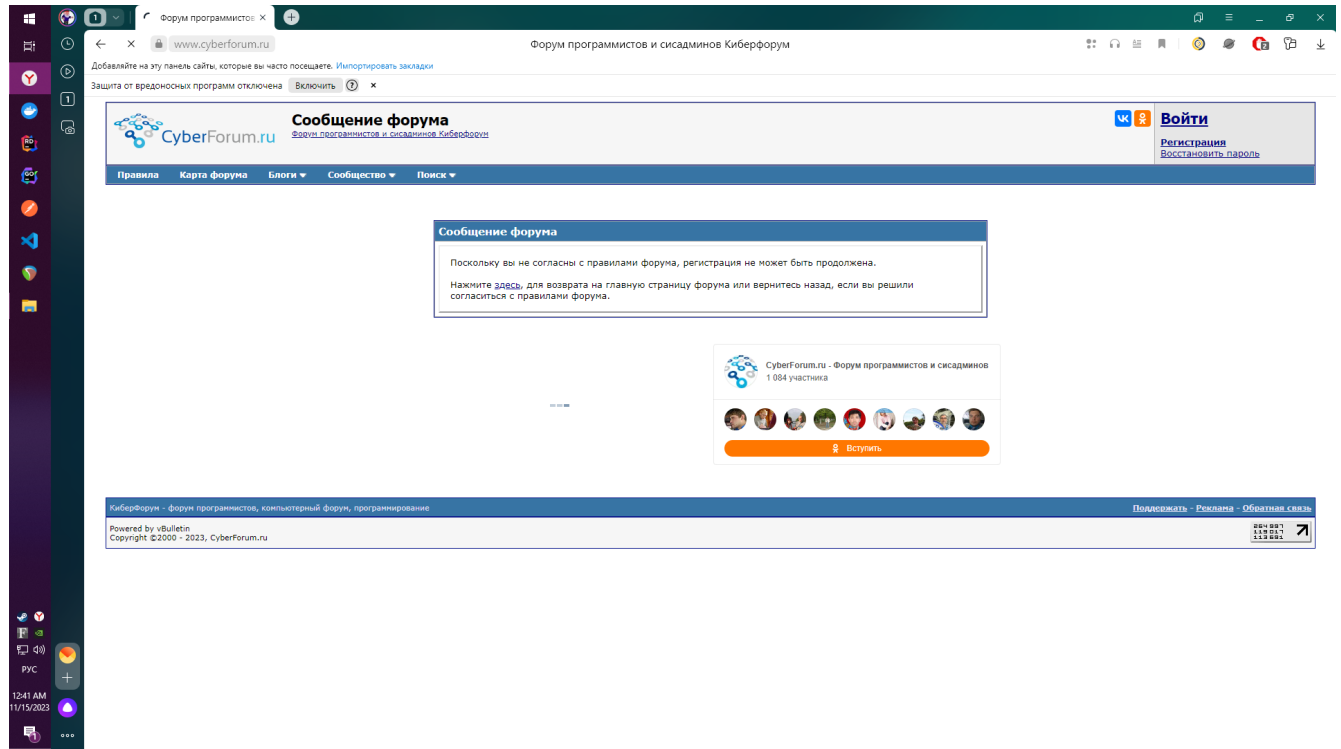 1
Форум программистов
www.cyberforum.ru
Форум программистов и сисадминов Киберфорум
2
Добавляйте на эту панель сайты, которые вы часто посещаете. Импортировать закладки
Защита от вредоносных программ отключена Включить ?
1
CyberForum.ru
Сообщение форума
Форум программистов и сисадминов Киберфорум
Войти
Регистрация
Восстановить пароль
Правила Карта форума Блоги Сообщество Поиск
Сообщение форума
Поскольку вы не согласны с правилами форума, регистрация не может быть продолжена.
Нажмите здесь, для возврата на главную страницу форума или вернитесь назад, если вы решили
согласиться с правилами форума.
CyberForum.ru - Форум программистов и сисадминов
1 084 участника
Вступить
КиберФорум - форум программистов, компьютерный форум, программирование
Поддержать - Реклама - Обратная связь
Powered by vBulletin
Copyright ©2000 - 2023, CyberForum.ru
РУС
12:41 AM
11/15/2023